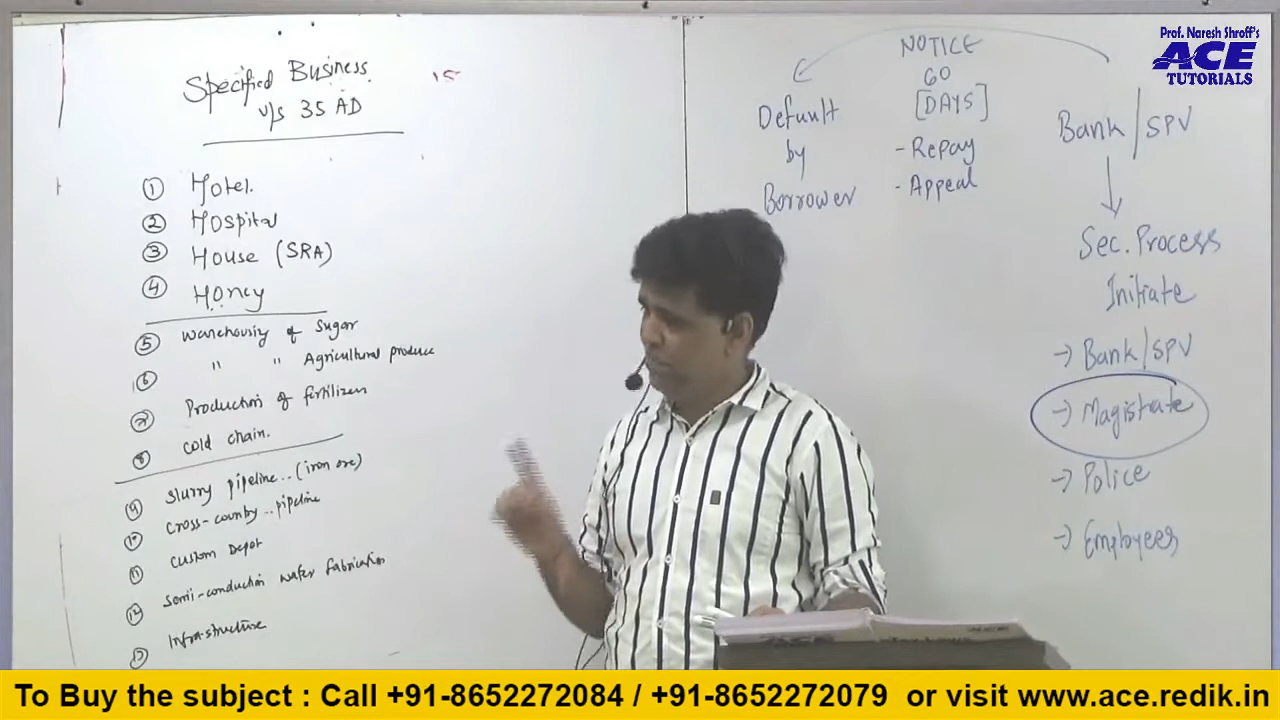 Specified Business
v/s 35 AD
15
① Hotel.
② Hospital
③ House (SRA)
④ Honey
⑤ Warehousing of Sugar
⑥ " " Agricultural produce
⑦ Production of fertilizers
⑧ Cold chain.
⑨ Slurry pipeline.. (iron ore)
⑩ Cross-country.. pipeline
⑪ Custom Depot
⑫ Semi-conductor wafer fabrication
⑬ Infra-structure
NOTICE
60
[DAYS]
- Repay
- Appeal
Default
by
Borrower
Bank/SPV
Sec. Process
Initiate
→ Bank/SPV
→ Magistrate
→ Police
→ Employees
Prof. Naresh Shroff's
ACE
TUTORIALS
To Buy the subject : Call +91-8652272084 / +91-8652272079 or visit www.ace.redik.in